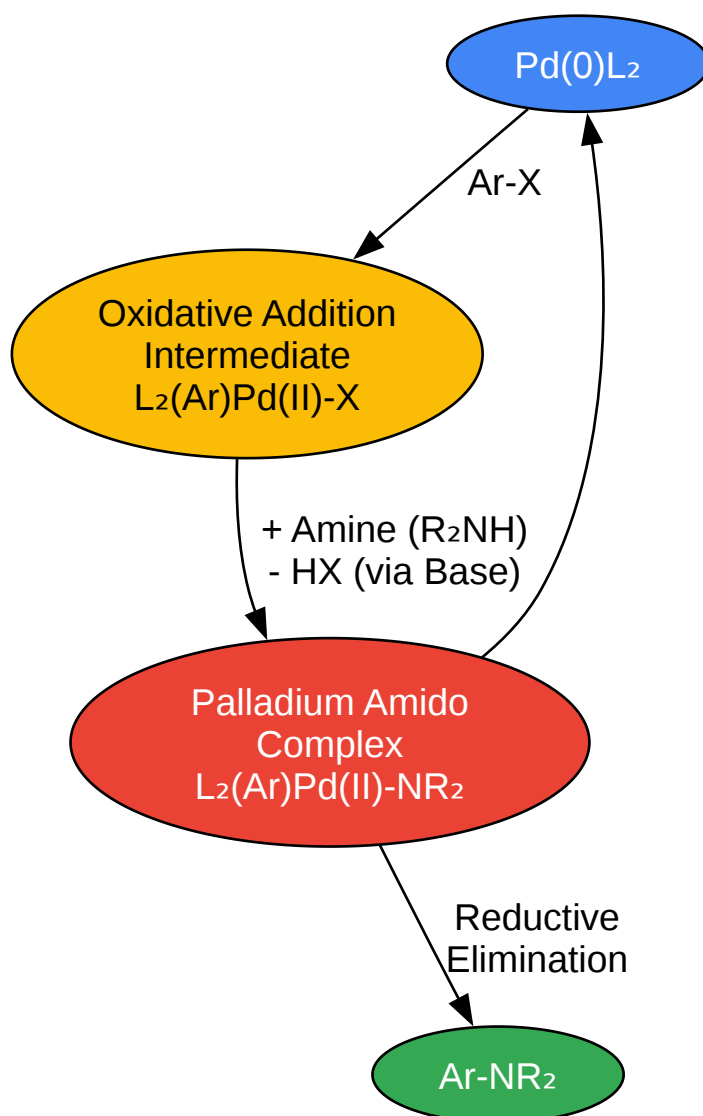 Pd(0)L₂
Ar-X
Oxidative Addition
Intermediate
L₂(Ar)Pd(II)-X
+ Amine (R₂NH)
- HX (via Base)
Palladium Amido
Complex
L₂(Ar)Pd(II)-NR₂
Reductive
Elimination
Ar-NR₂